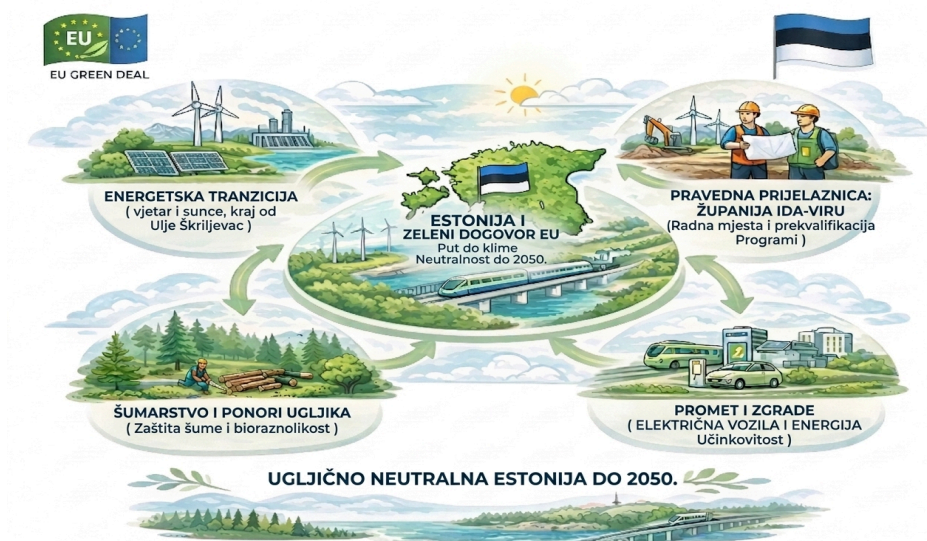 EU
EU GREEN DEAL
ENERGETSKA TRANZICIJA
( vjetar i sunce, kraj od
Ulje Škriljevac )
ESTONIJA I
ZELENI DOGOVOR EU
Put do klime
Neutralnost do 2050.
PRAVEDNA PRIJELAZNICA:
ŽUPANIJA IDA-VIRU
(Radna mjesta i prekvalifikacija
Programi )
ŠUMARSTVO I PONORI UGLJIKA
( Zaštita šume i bioraznolikost )
PROMET I ZGRADE
( ELEKTRIČNA VOZILA I ENERGIJA
Učinkovitost )
UGLJIČNO NEUTRALNA ESTONIJA DO 2050.